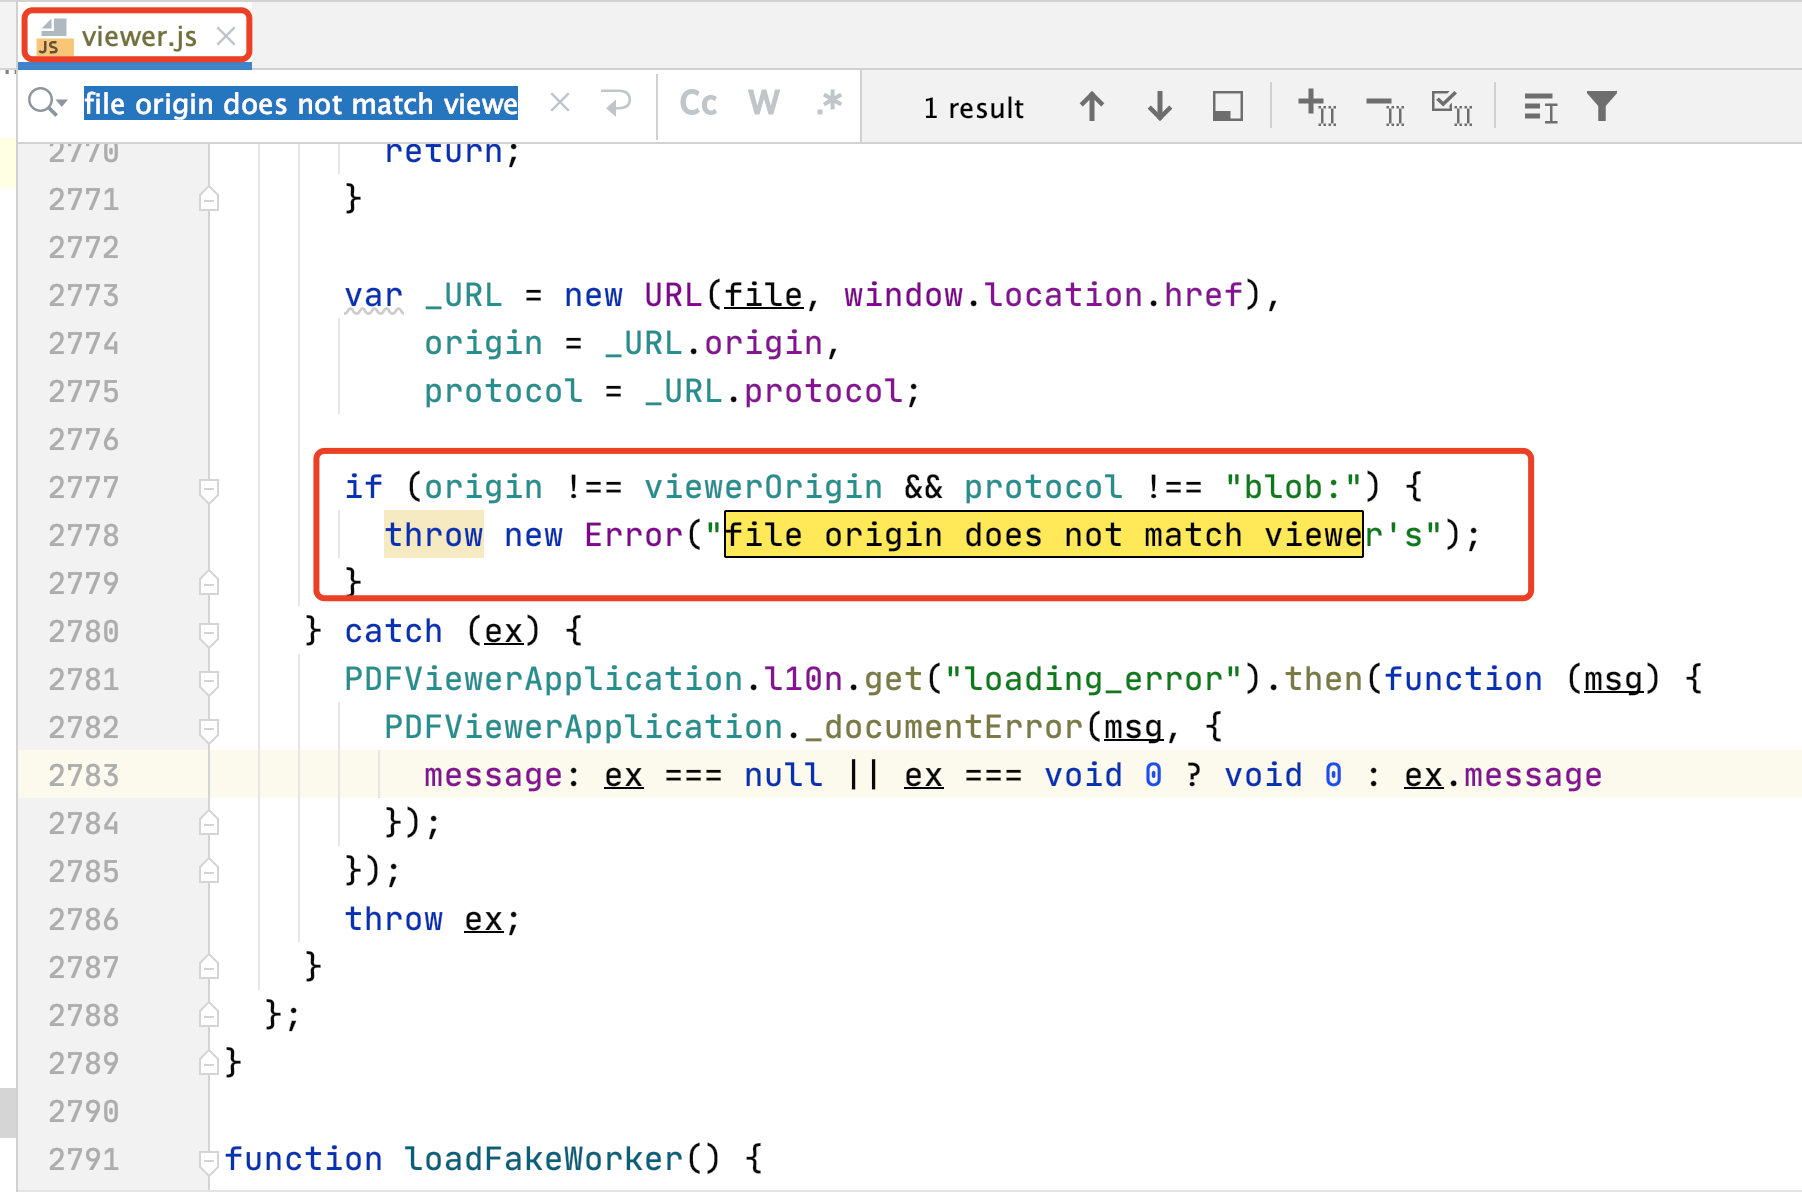 JS viewer.js
file origin does not match viewe Cc W .* 1 result
2770 return;
2771 }
2772
2773 var _URL = new URL(file, window.location.href),
2774 origin = _URL.origin,
2775 protocol = _URL.protocol;
2776
2777 if (origin !== viewerOrigin && protocol !== "blob:") {
2778 throw new Error("file origin does not match viewer's");
2779 }
2780 } catch (ex) {
2781 PDFViewerApplication.l10n.get("loading_error").then(function (msg) {
2782 PDFViewerApplication._documentError(msg, {
2783 message: ex === null || ex === void 0 ? void 0 : ex.message
2784 });
2785 });
2786 throw ex;
2787 }
2788 };
2789 }
2790
2791 function loadFakeWorker() {